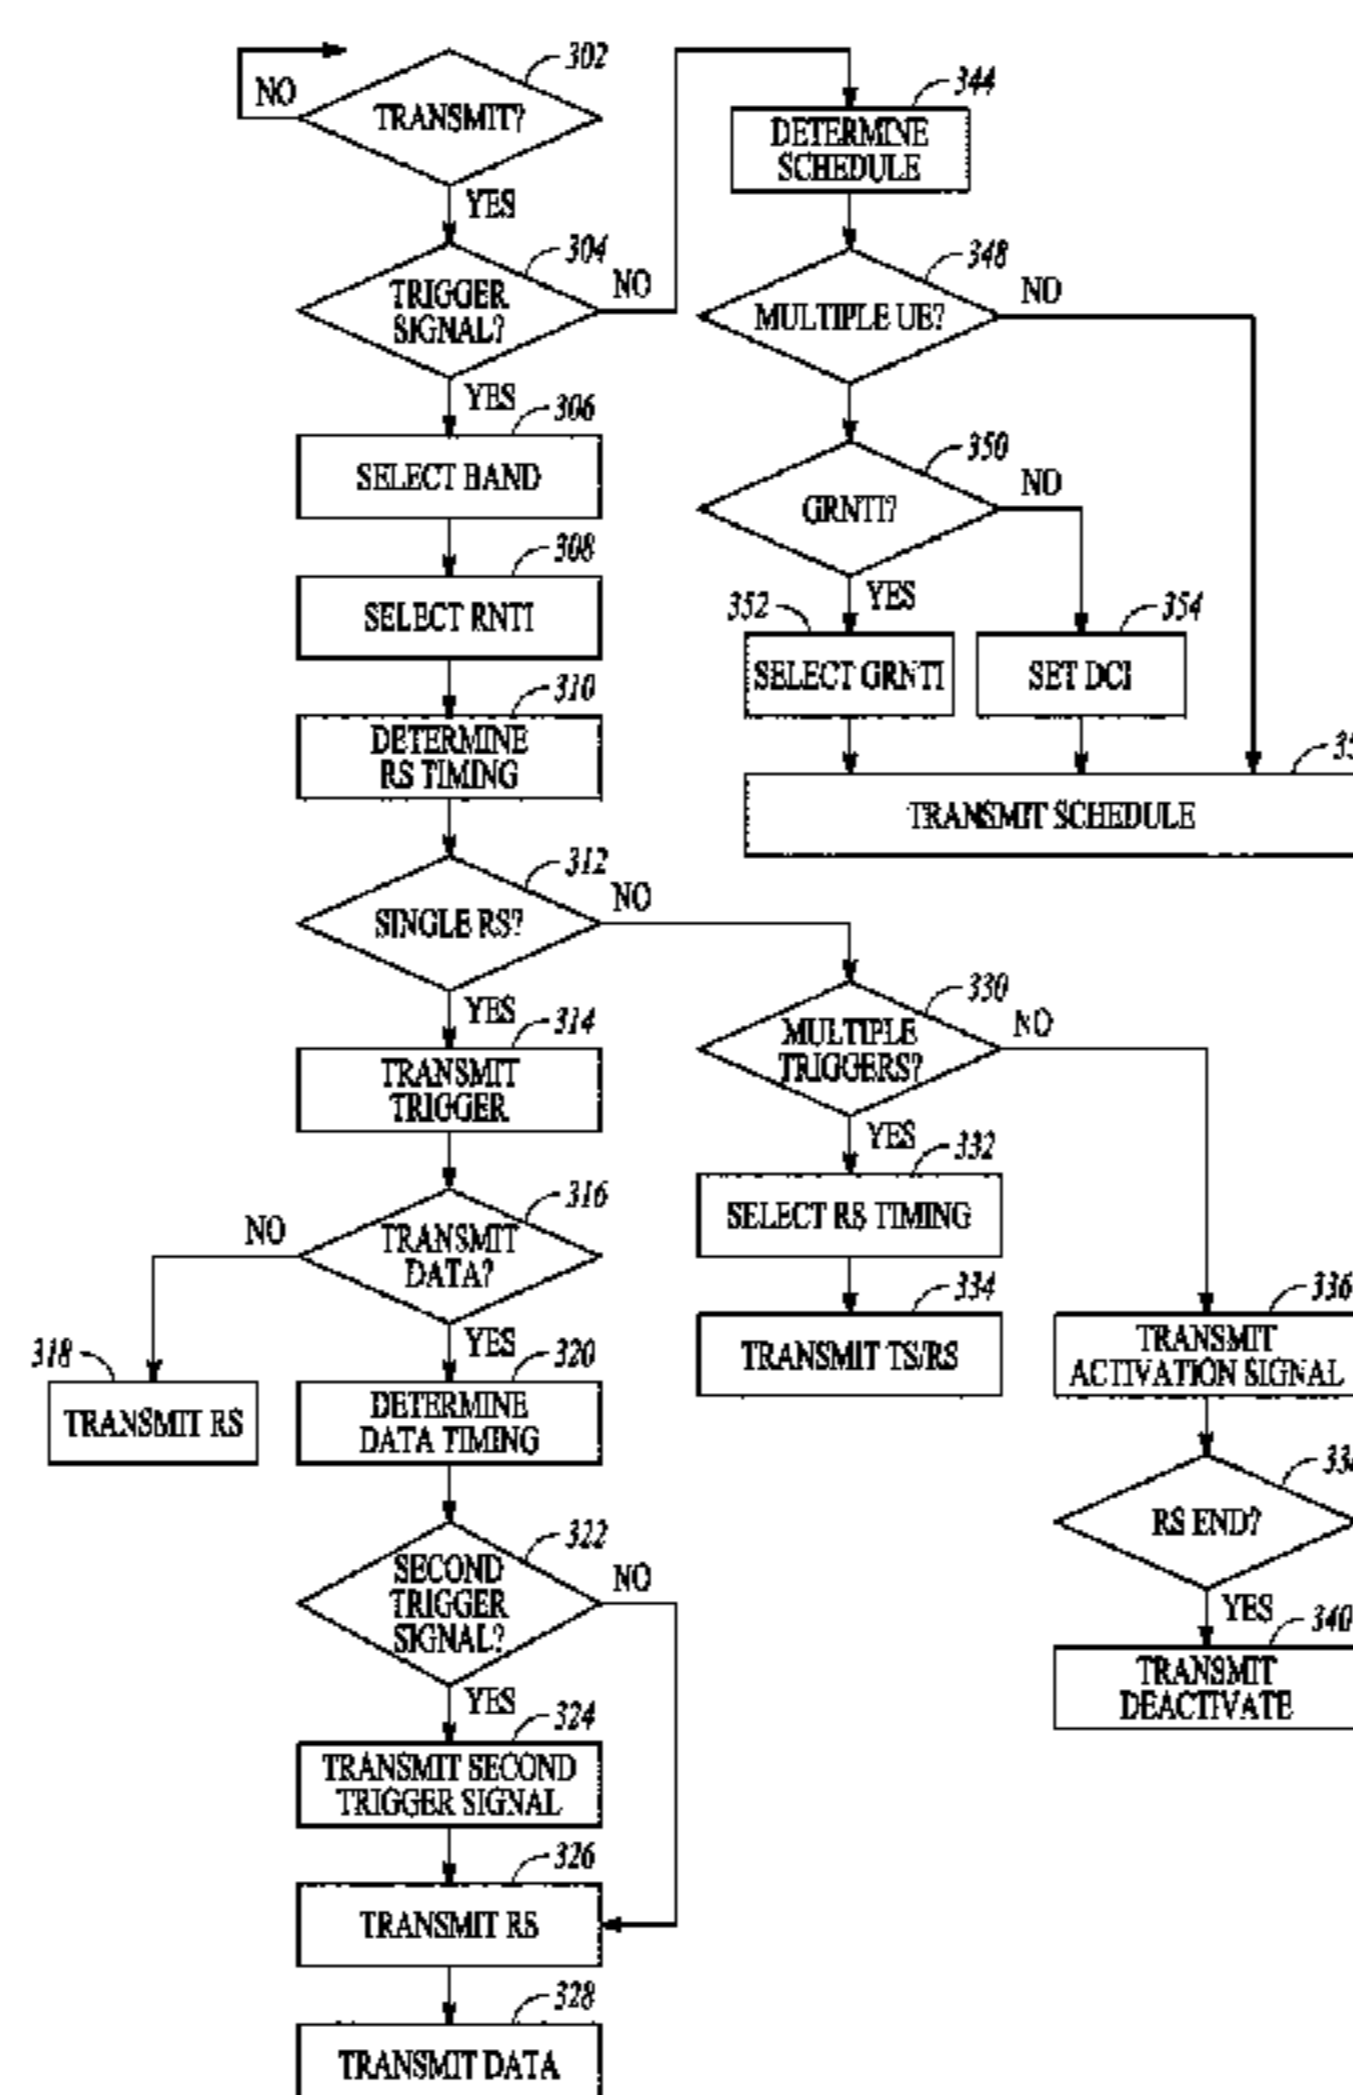 302
NO
TRANSMIT?
YES
304
TRIGGER
SIGNAL?
NO
YES
306
SELECT BAND
308
SELECT RNTI
310
DETERMINE
RS TIMING
312
SINGLE RS?
NO
YES
314
TRANSMIT
TRIGGER
316
NO
TRANSMIT
DATA?
318
TRANSMIT RS
YES
320
DETERMINE
DATA TIMING
322
SECOND
TRIGGER
SIGNAL?
NO
YES
324
TRANSMIT SECOND
TRIGGER SIGNAL
326
TRANSMIT RS
328
TRANSMIT DATA
344
DETERMINE
SCHEDULE
348
MULTIPLE UE?
NO
350
GRNTI?
NO
YES
352
SELECT GRNTI
354
SET DCI
TRANSMIT SCHEDULE
330
MULTIPLE
TRIGGERS?
NO
YES
332
SELECT RS TIMING
334
TRANSMIT TS/RS
336
TRANSMIT
ACTIVATION SIGNAL
RS END?
YES
340
TRANSMIT
DEACTIVATE